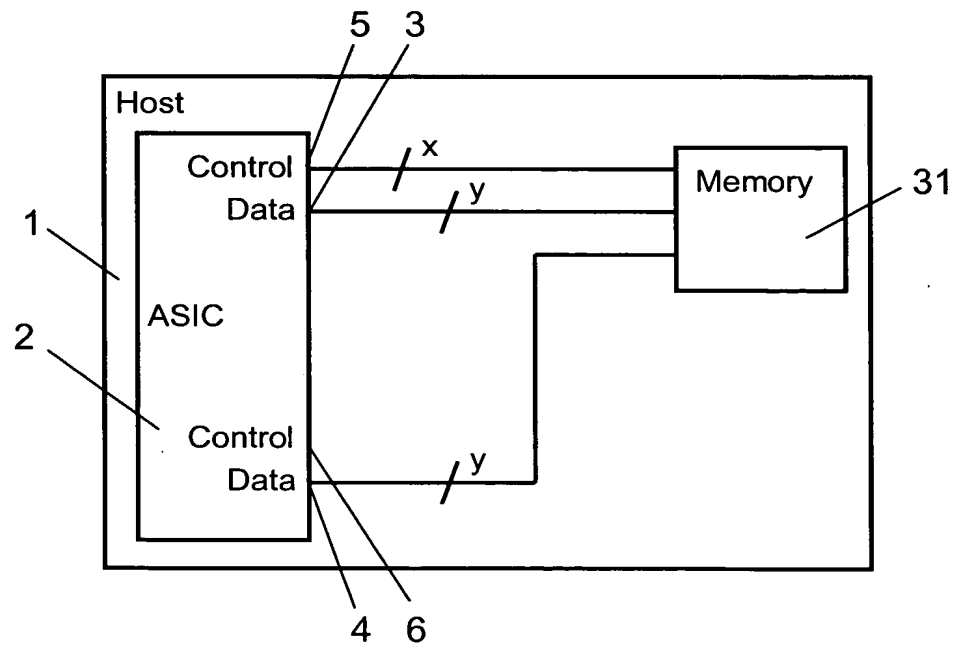 5 3
Host
Control x
Data y
Memory
31
1
ASIC
2
Control
Data y
4 6